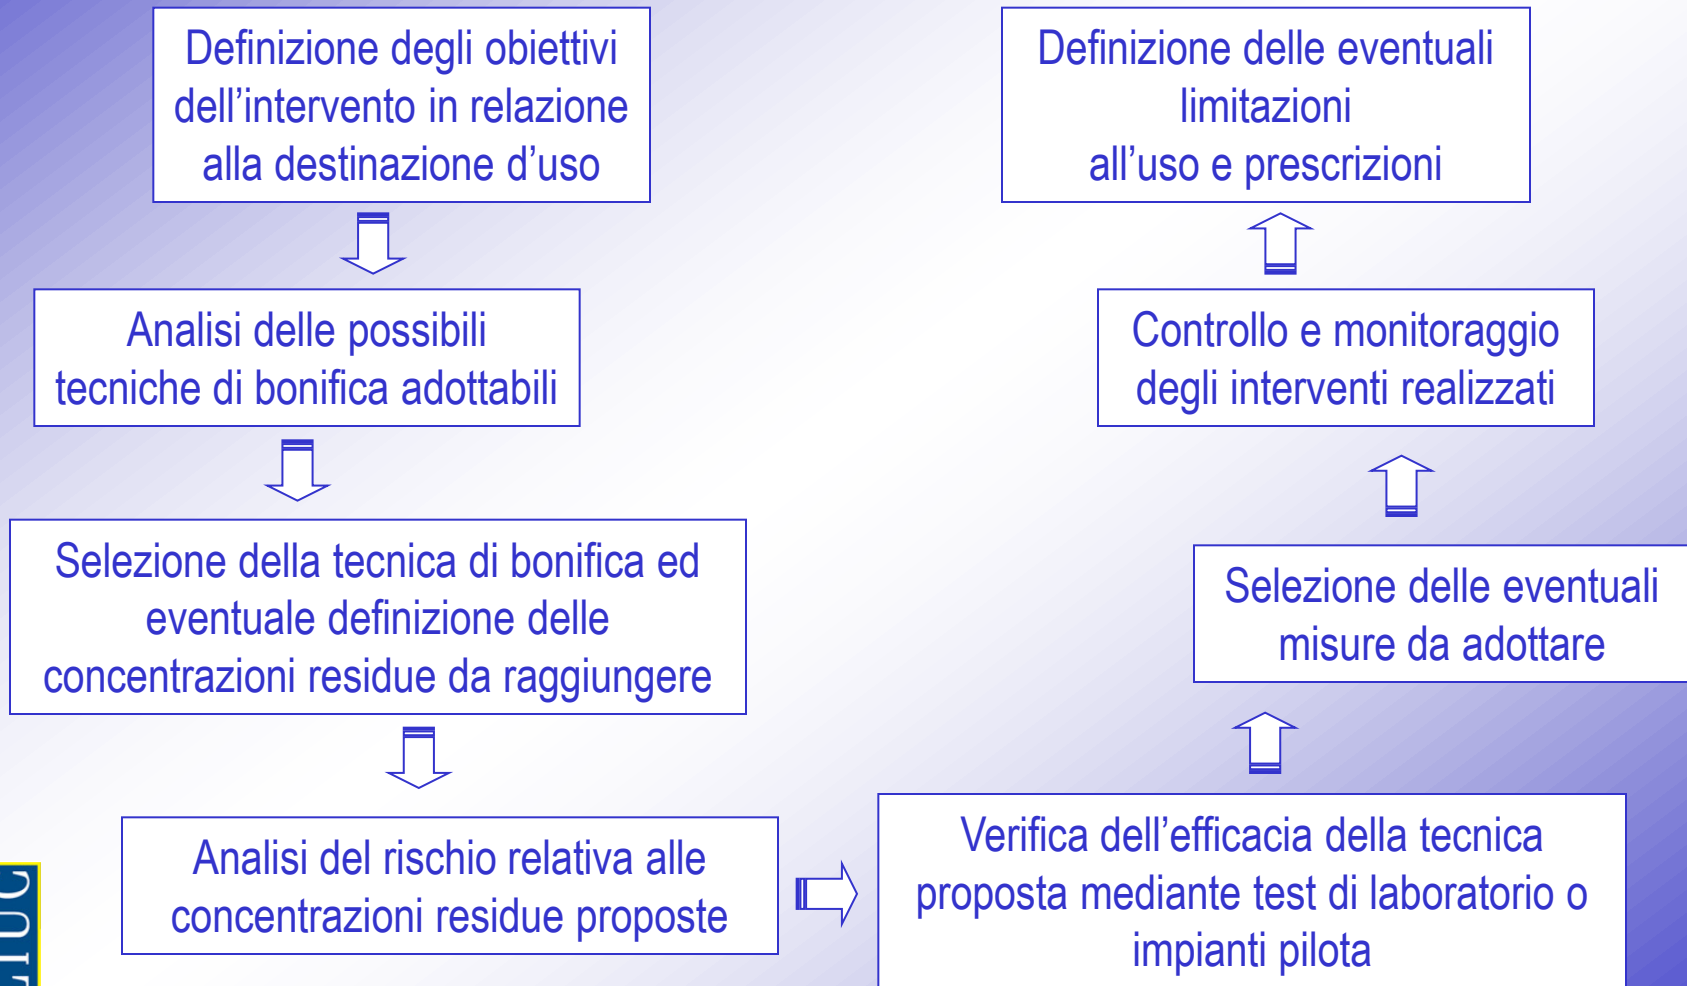 Definizione degli obiettivi
dell’intervento in relazione
alla destinazione d’uso
Analisi delle possibili
tecniche di bonifica adottabili
Selezione della tecnica di bonifica ed
eventuale definizione delle
concentrazioni residue da raggiungere
Analisi del rischio relativa alle
concentrazioni residue proposte
Verifica dell’efficacia della tecnica
proposta mediante test di laboratorio o
impianti pilota
Selezione delle eventuali
misure da adottare
Controllo e monitoraggio
degli interventi realizzati
Definizione delle eventuali
limitazioni
all’uso e prescrizioni